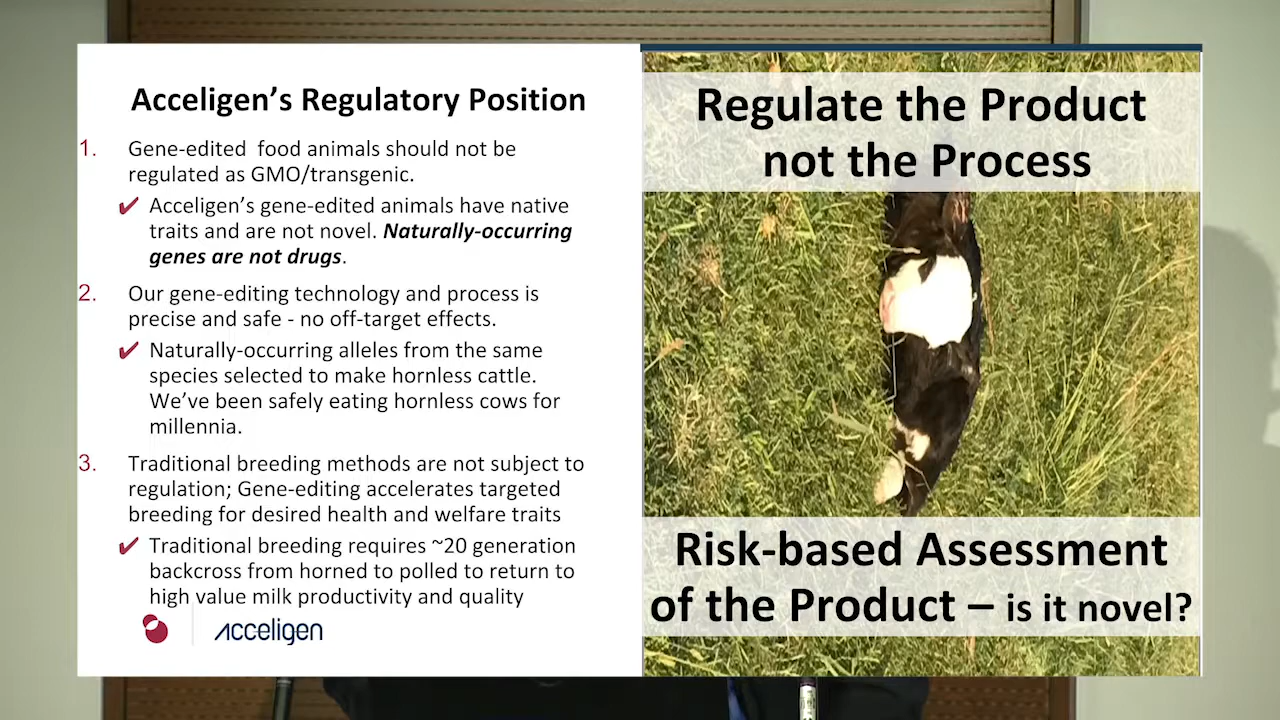 Acceligen's Regulatory Position
1. Gene-edited food animals should not be
regulated as GMO/transgenic.
✔ Acceligen's gene-edited animals have native
traits and are not novel. Naturally-occurring
genes are not drugs.
2. Our gene-editing technology and process is
precise and safe - no off-target effects.
✔ Naturally-occurring alleles from the same
species selected to make hornless cattle.
We've been safely eating hornless cows for
millennia.
3. Traditional breeding methods are not subject to
regulation; Gene-editing accelerates targeted
breeding for desired health and welfare traits
✔ Traditional breeding requires ~20 generation
backcross from horned to polled to return to
high value milk productivity and quality
Acceligen
Regulate the Product
not the Process
Risk-based Assessment
of the Product – is it novel?